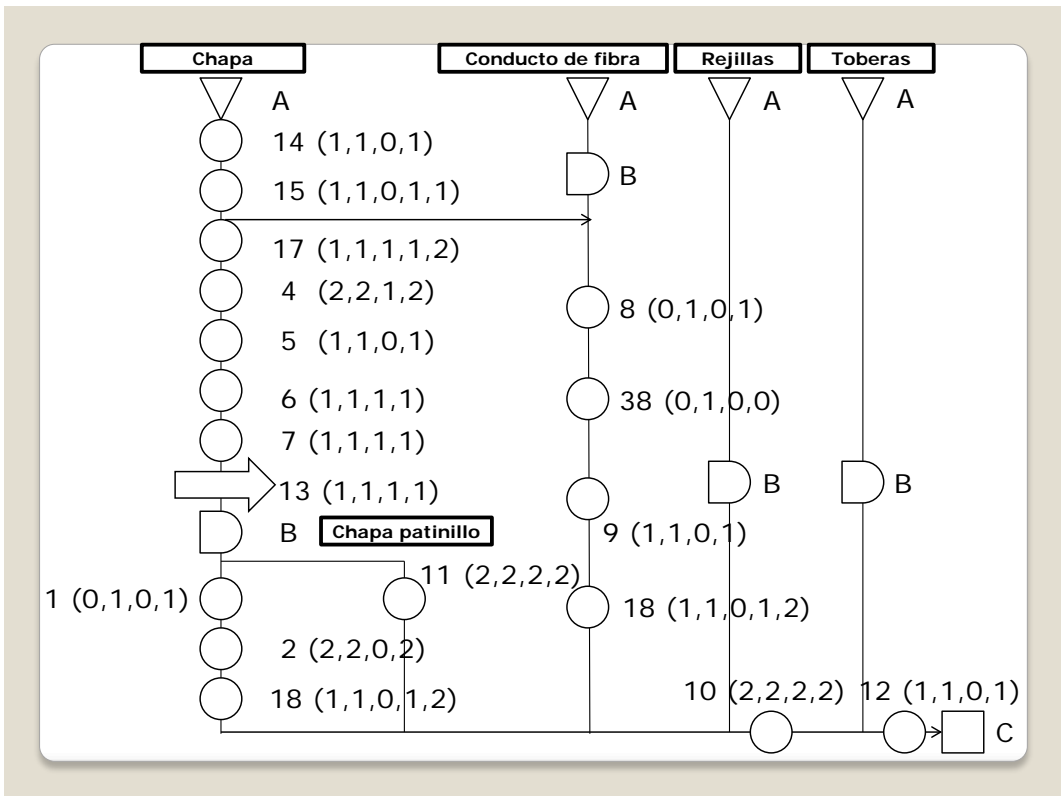 Chapa
Conducto de fibra
Rejillas
Toberas
A
A
A
A
14 (1,1,0,1)
B
15 (1,1,0,1,1)
17 (1,1,1,1,2)
4 (2,2,1,2)
8 (0,1,0,1)
5 (1,1,0,1)
6 (1,1,1,1)
38 (0,1,0,0)
7 (1,1,1,1)
13 (1,1,1,1)
B
B
B
Chapa patinillo
9 (1,1,0,1)
11 (2,2,2,2)
1 (0,1,0,1)
18 (1,1,0,1,2)
2 (2,2,0,2)
18 (1,1,0,1,2)
10 (2,2,2,2)
12 (1,1,0,1)
C